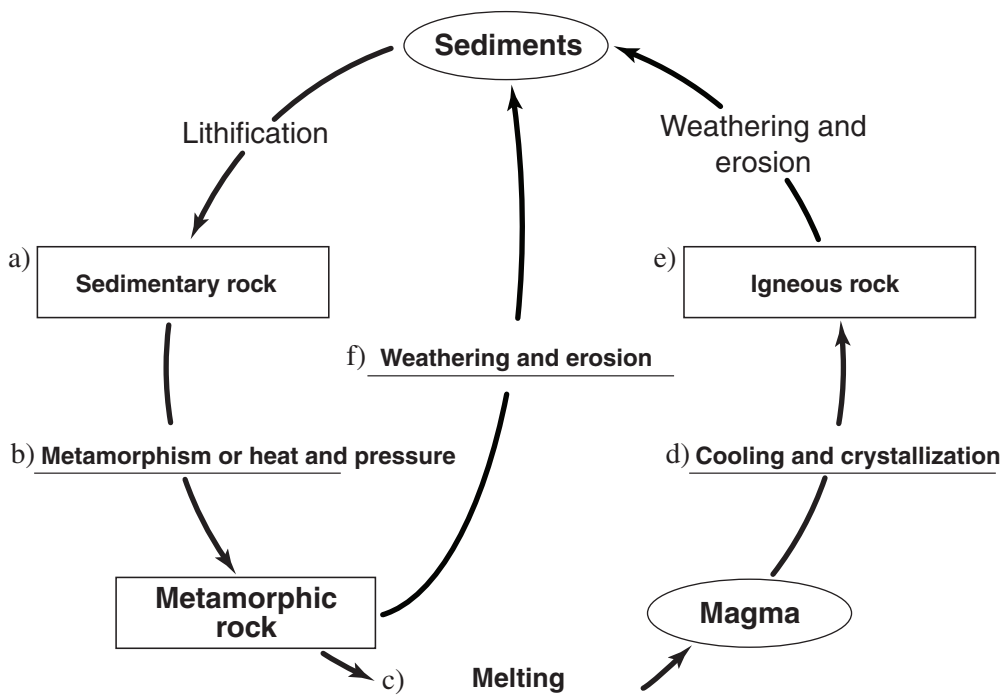 Sediments
Lithification
Weathering and
erosion
a) Sedimentary rock
e) Igneous rock
f) Weathering and erosion
b) Metamorphism or heat and pressure
d) Cooling and crystallization
Metamorphic
rock
Magma
c) Melting